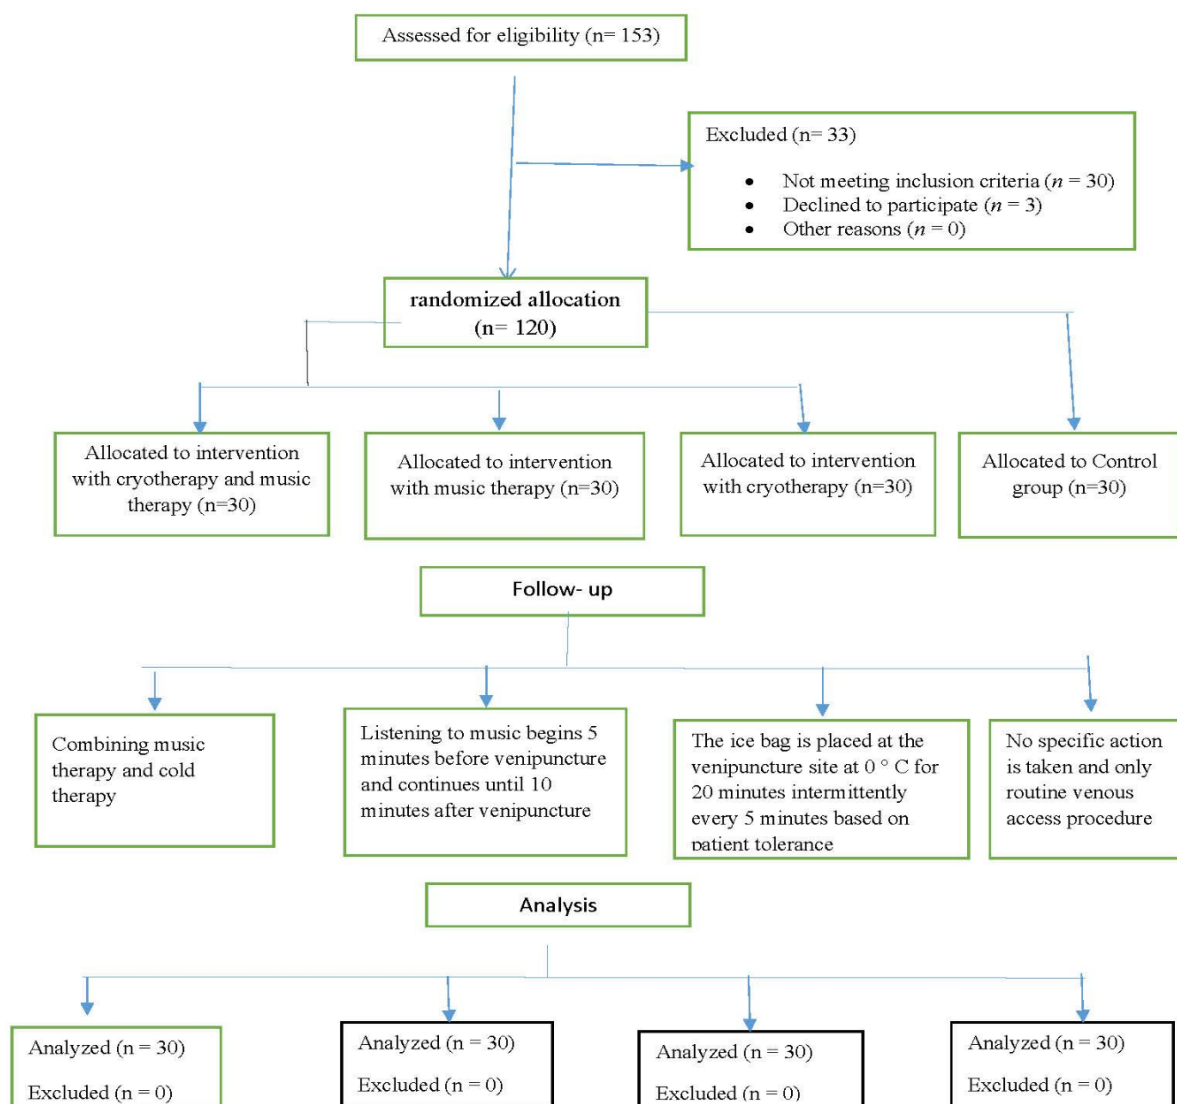 Assessed for eligibility (n= 153)
Excluded (n= 33)
• Not meeting inclusion criteria (n = 30)
• Declined to participate (n = 3)
• Other reasons (n = 0)
randomized allocation
(n= 120)
Allocated to intervention
with cryotherapy and music
therapy (n=30)
Allocated to intervention
with music therapy (n=30)
Allocated to intervention
with cryotherapy (n=30)
Allocated to Control
group (n=30)
Follow- up
Combining music
therapy and cold
therapy
Listening to music begins 5
minutes before venipuncture
and continues until 10
minutes after venipuncture
The ice bag is placed at the
venipuncture site at 0 ° C for
20 minutes intermittently
every 5 minutes based on
patient tolerance
No specific action
is taken and only
routine venous
access procedure
Analysis
Analyzed (n = 30)
Excluded (n = 0)
Analyzed (n = 30)
Excluded (n = 0)
Analyzed (n = 30)
Excluded (n = 0)
Analyzed (n = 30)
Excluded (n = 0)